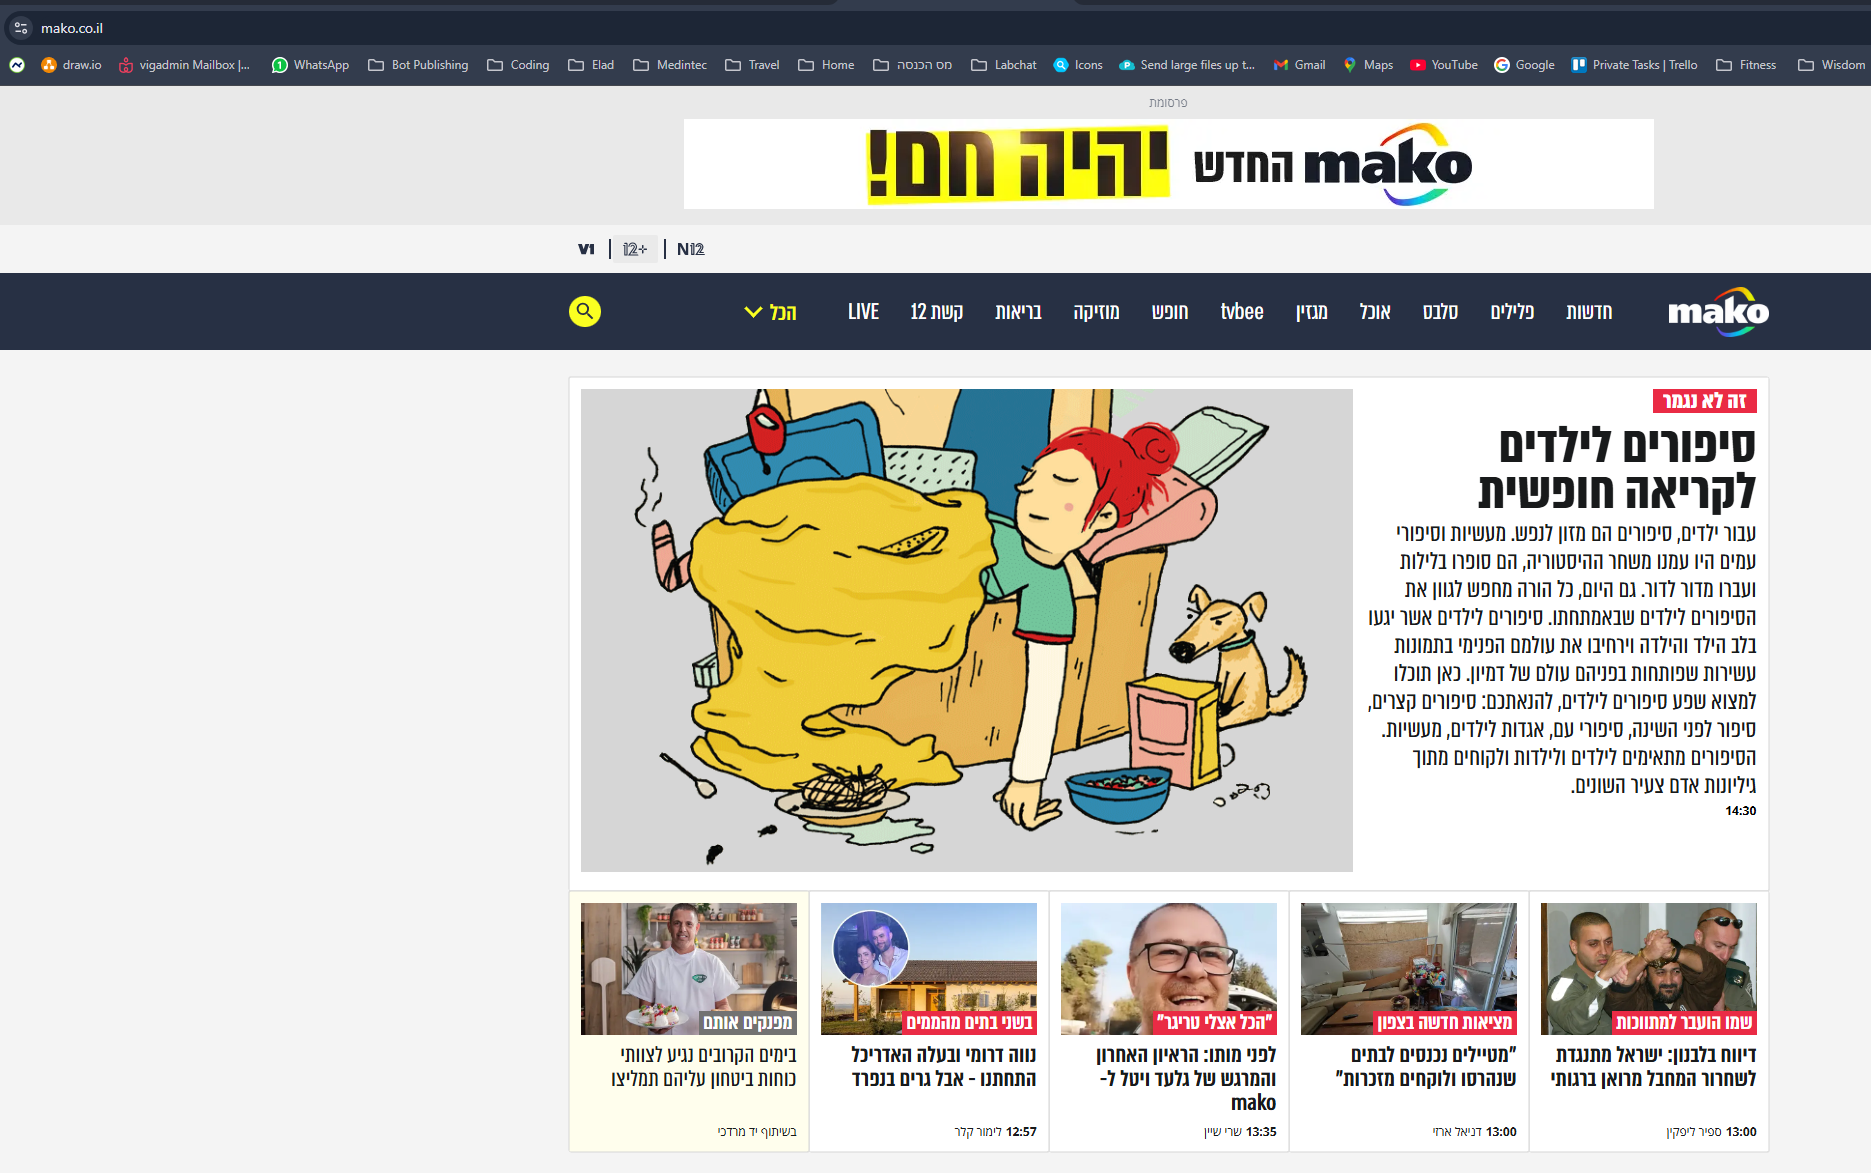 mako.co.il
draw.io
vigadmin Mailbox |...
WhatsApp
Bot Publishing
Coding
Elad
Medintec
Travel
Home
מס הכנסה
Labchat
Icons
Send large files up t...
Gmail
Maps
YouTube
Google
Private Tasks | Trello
Fitness
Wisdom
פרסומת
mako החדש יהיה חם!
V1
12+
N12
mako
חדשות
פלילים
סלבס
אוכל
מגזין
tvbee
חופש
מוזיקה
בריאות
קשת 12
LIVE
הכל
זה לא נגמר
סיפורים לילדים
לקריאה חופשית
עבור ילדים, סיפורים הם מזון לנפש. מעשיות וסיפורי
עמים היו עמנו משחר ההיסטוריה, הם סופרו בלילות
ועברו מדור לדור. גם היום, כל הורה מחפש לגוון את
הסיפורים לילדים שבאמתחתו. סיפורים לילדים אשר יגעו
בלב הילד והילדה וירחיבו את עולמם הפנימי בתמונות
עשירות שפותחות בפניהם עולם של דמיון. כאן תוכלו
למצוא שפע סיפורים לילדים, להנאתכם: סיפורים קצרים,
סיפור לפני השינה, סיפורי עם, אגדות לילדים, מעשיות.
הסיפורים מתאימים לילדים ולילדות ולקוחים מתוך
גיליונות אדם צעיר השונים.
14:30
שמו הועבר למתווכות
דיווח בלבנון: ישראל מתנגדת
לשחרור המחבל מרואן ברגותי
13:00 ספיר ליפקין
מציאות חדשה בצפון
"מטיילים נכנסים לבתים
שנהרסו ולוקחים מזכרות"
13:00 דניאל ארזי
"הכל אצלי טריגר"
לפני מותו: הראיון האחרון
והמרגש של גלעד ויטל ל-
mako
13:35 שרי שיין
בשני בתים מהממים
נווה דרומי ובעלה האדריכל
התחתנו - אבל גרים בנפרד
12:57 לימור קלר
מפנקים אותם
בימים הקרובים נגיע לצוותי
כוחות ביטחון עליהם תמליצו
בשיתוף יד מרדכי